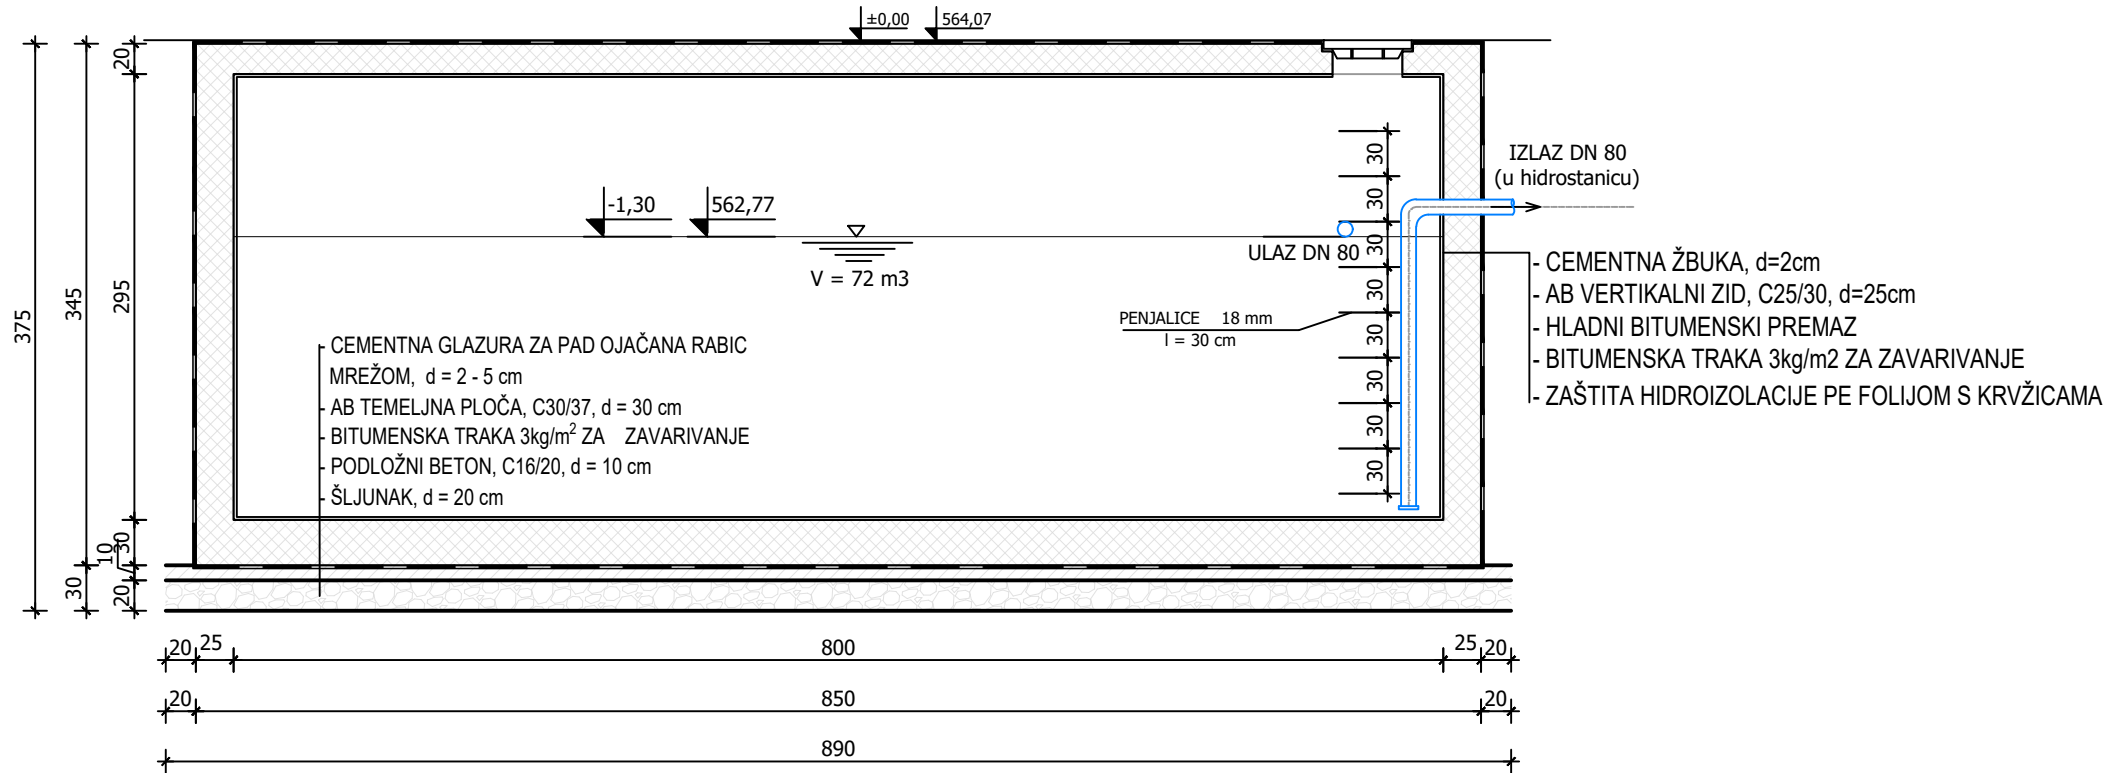 ±0,00
564,07
20
375
345
295
10
30
30
20
-1,30
562,77
V = 72 m3
ULAZ DN 80
30
30
30
30
30
30
30
30
IZLAZ DN 80
(u hidrostanicu)
PENJALICE 18 mm
l = 30 cm
- CEMENTNA ŽBUKA, d=2cm
- AB VERTIKALNI ZID, C25/30, d=25cm
- HLADNI BITUMENSKI PREMAZ
- BITUMENSKA TRAKA 3kg/m2 ZA ZAVARIVANJE
- ZAŠTITA HIDROIZOLACIJE PE FOLIJOM S KRVŽICAMA
- CEMENTNA GLAZURA ZA PAD OJAČANA RABIC
MREŽOM, d = 2 - 5 cm
- AB TEMELJNA PLOČA, C30/37, d = 30 cm
- BITUMENSKA TRAKA 3kg/m² ZA ZAVARIVANJE
- PODLOŽNI BETON, C16/20, d = 10 cm
- ŠLJUNAK, d = 20 cm
20 25 800 25 20
20 850 20
890